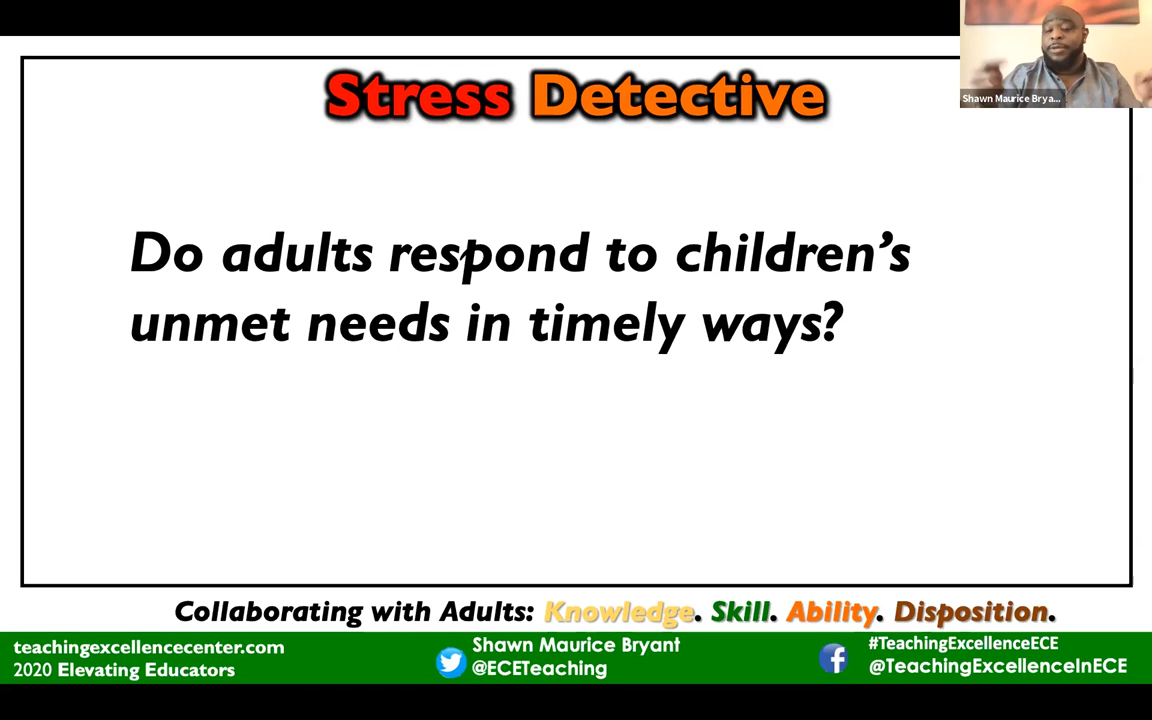 Shawn Maurice Brya...
Stress Detective
Do adults respond to children’s
unmet needs in timely ways?
Collaborating with Adults: Knowledge. Skill. Ability. Disposition.
teachingexcellencecenter.com
2020 Elevating Educators
Shawn Maurice Bryant
@ECETeaching
#TeachingExcellenceECE
@TeachingExcellenceInECE